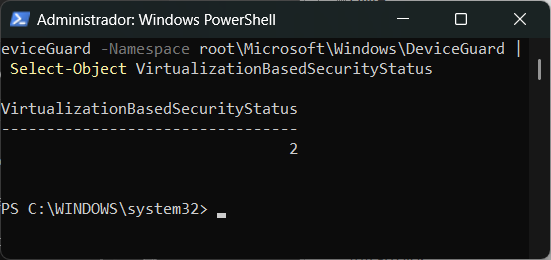 Administrador: Windows PowerShell
eviceGuard -Namespace root\Microsoft\Windows\DeviceGuard |
Select-Object VirtualizationBasedSecurityStatus
VirtualizationBasedSecurityStatus
---------------------------------
2
PS C:\WINDOWS\system32>